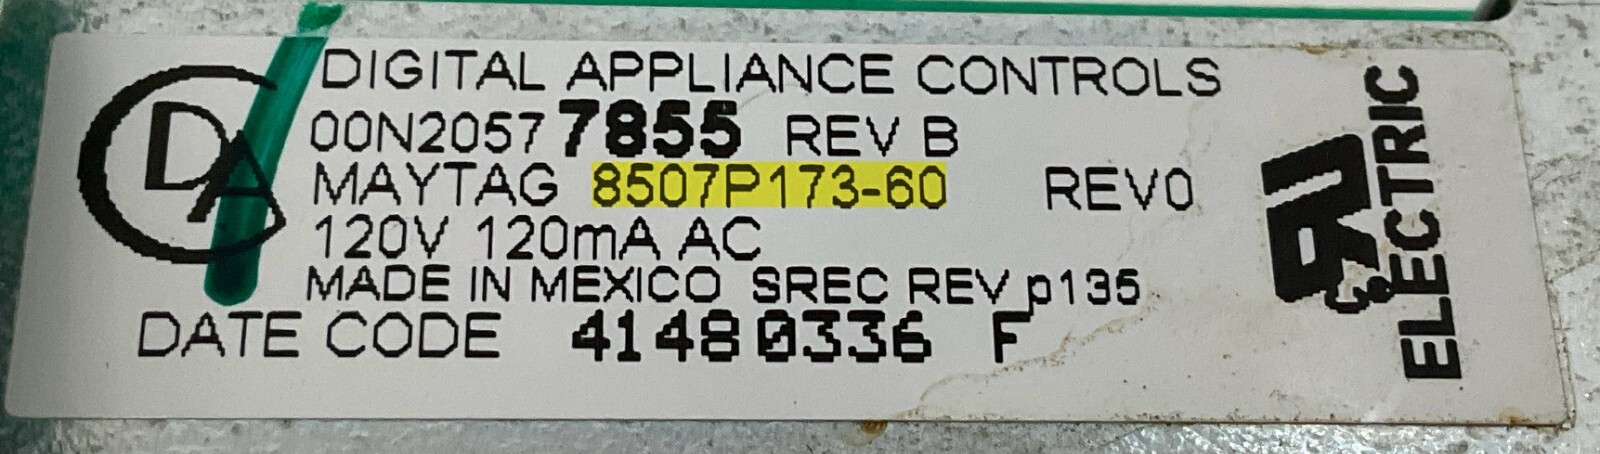 DIGITAL APPLIANCE CONTROLS
00N2057 7855 REV B
MAYTAG 8507P173-60 REV0
120V 120mA AC
MADE IN MEXICO SREC REV p135
DATE CODE 4148 0336 F
DA
ELECTRIC